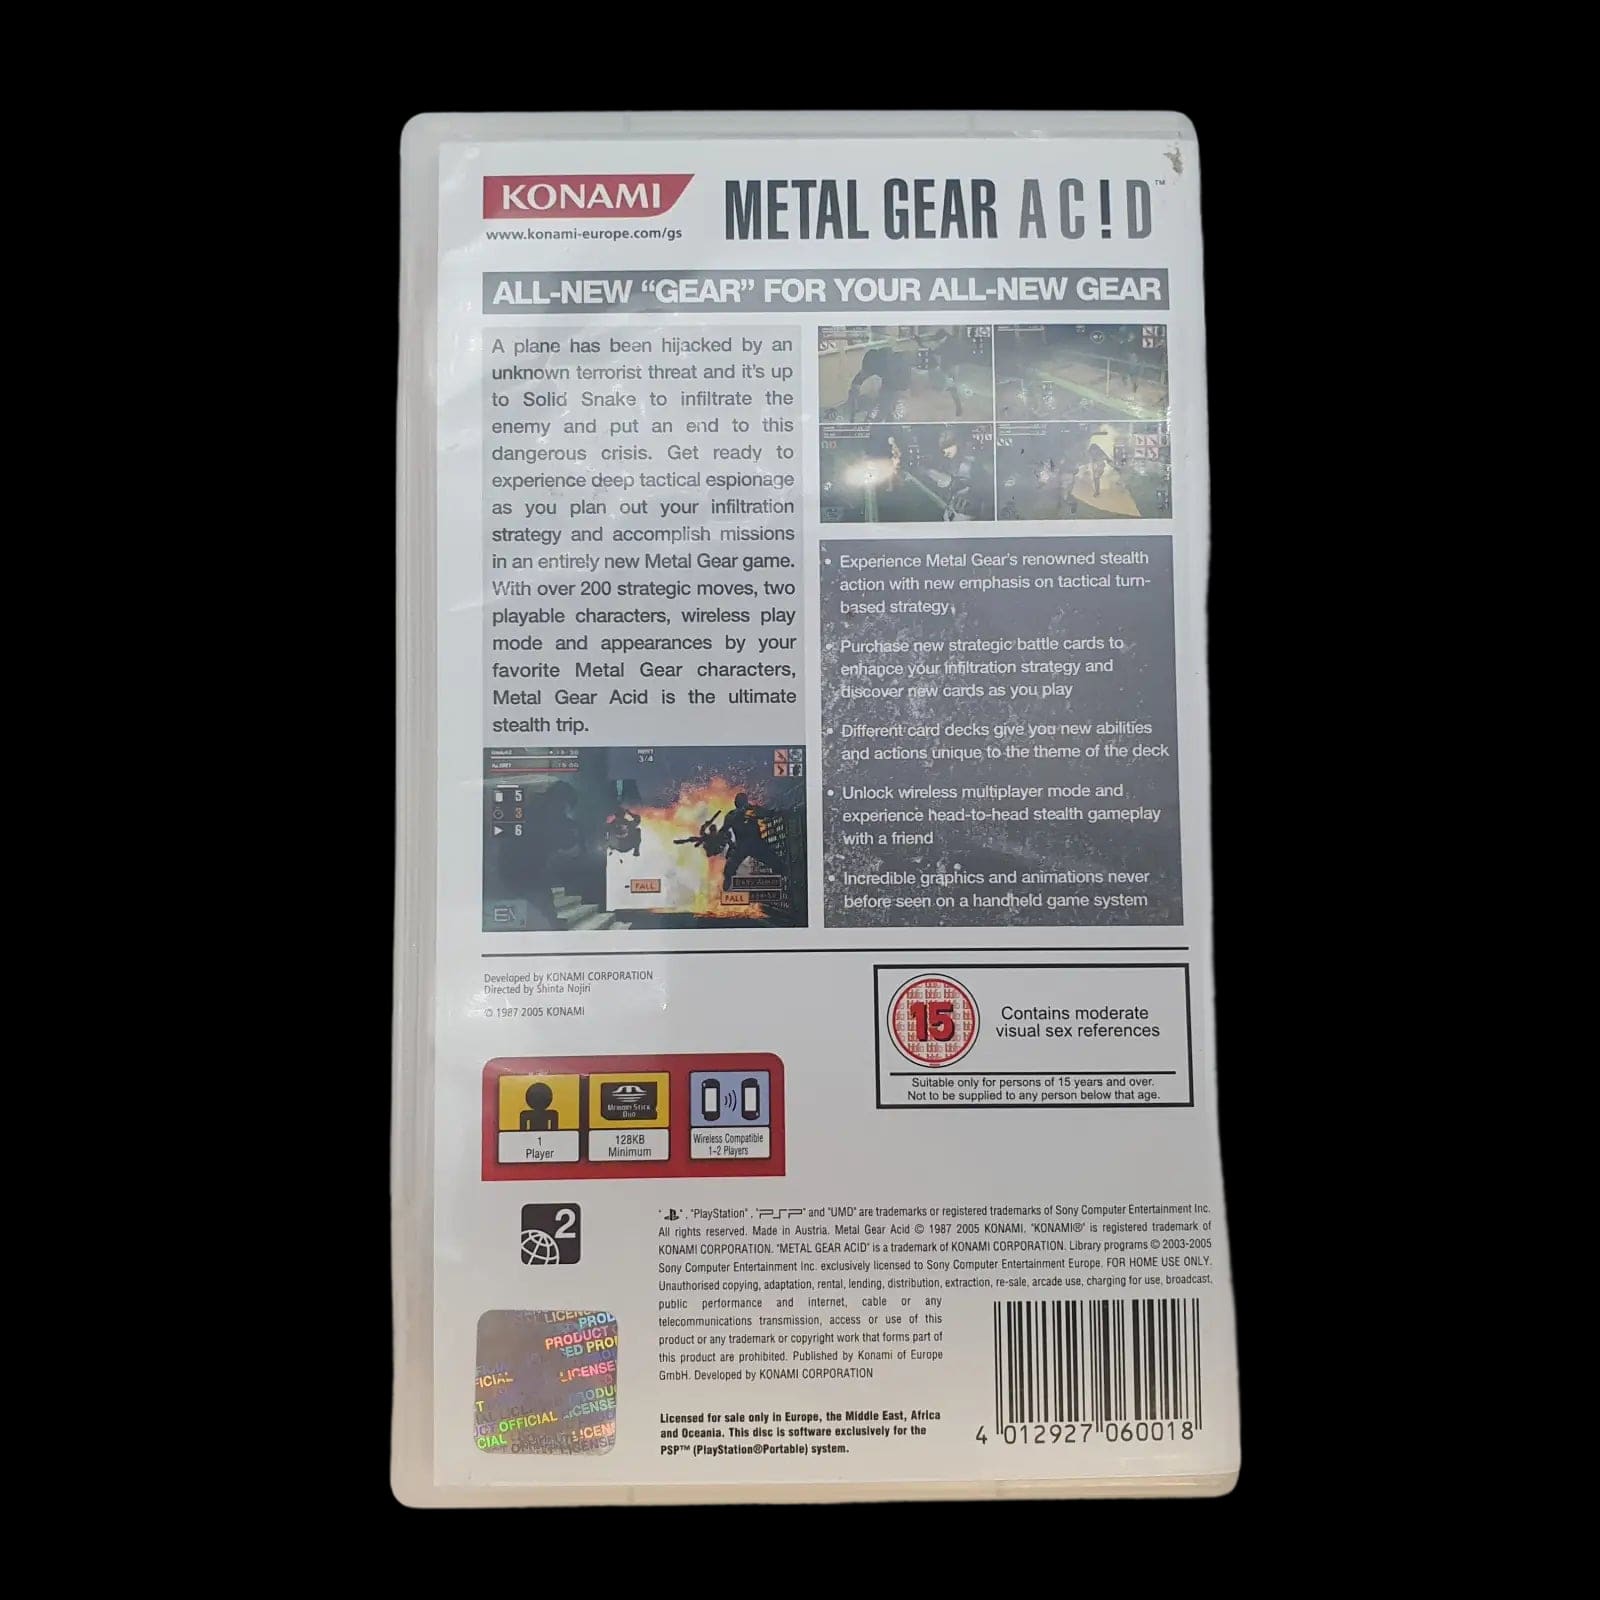 KONAMI
www.konami-europe.com/gs
METAL GEAR AC!D™
ALL-NEW “GEAR” FOR YOUR ALL-NEW GEAR
A plane has been hijacked by an
unknown terrorist threat and it's up
to Solid Snake to infiltrate the
enemy and put an end to this
dangerous crisis. Get ready to
experience deep tactical espionage
as you plan out your infiltration
strategy and accomplish missions
in an entirely new Metal Gear game.
With over 200 strategic moves, two
playable characters, wireless play
mode and appearances by your
favorite Metal Gear characters,
Metal Gear Acid is the ultimate
stealth trip.
• Experience Metal Gear's renowned stealth
action with new emphasis on tactical turn-
based strategy
• Purchase new strategic battle cards to
enhance your infiltration strategy and
discover new cards as you play
• Different card decks give you new abilities
and actions unique to the theme of the deck
• Unlock wireless multiplayer mode and
experience head-to-head stealth gameplay
with a friend
• Incredible graphics and animations never
before seen on a handheld game system
3/4
5
3
6
FALL
FALL
Developed by KONAMI CORPORATION
Directed by Shinta Nojiri
© 1987 2005 KONAMI
15
Contains moderate
visual sex references
Suitable only for persons of 15 years and over.
Not to be supplied to any person below that age.
1
Player
Memory Stick
Duo
128KB
Minimum
Wireless Compatible
1-2 Players
2
"PlayStation", "PSP" and "UMD" are trademarks or registered trademarks of Sony Computer Entertainment Inc.
All rights reserved. Made in Austria. Metal Gear Acid © 1987 2005 KONAMI. "KONAMI®" is registered trademark of
KONAMI CORPORATION. "METAL GEAR ACID" is a trademark of KONAMI CORPORATION. Library programs © 2003-2005
Sony Computer Entertainment Inc. exclusively licensed to Sony Computer Entertainment Europe. FOR HOME USE ONLY.
Unauthorised copying, adaptation, rental, lending, distribution, extraction, re-sale, arcade use, charging for use, broadcast,
public performance and internet, cable or any
telecommunications transmission, access or use of this
product or any trademark or copyright work that forms part of
this product are prohibited. Published by Konami of Europe
GmbH. Developed by KONAMI CORPORATION
Licensed for sale only in Europe, the Middle East, Africa
and Oceania. This disc is software exclusively for the
PSP™ (PlayStation®Portable) system.
4 012927 060018
PRODUCT
LICENSE
OFFICIAL